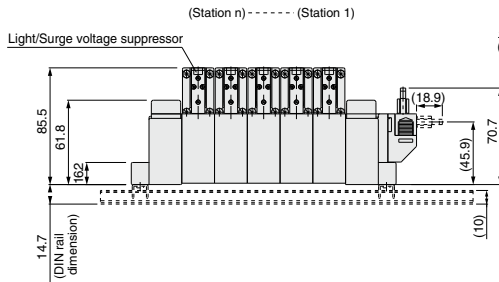 (Station n) ------- (Station 1)
Light/Surge voltage suppressor
(18.9)
85.5
61.8
16.2
(45.9)
70.7
14.7
(DIN rail
dimension)
(10)